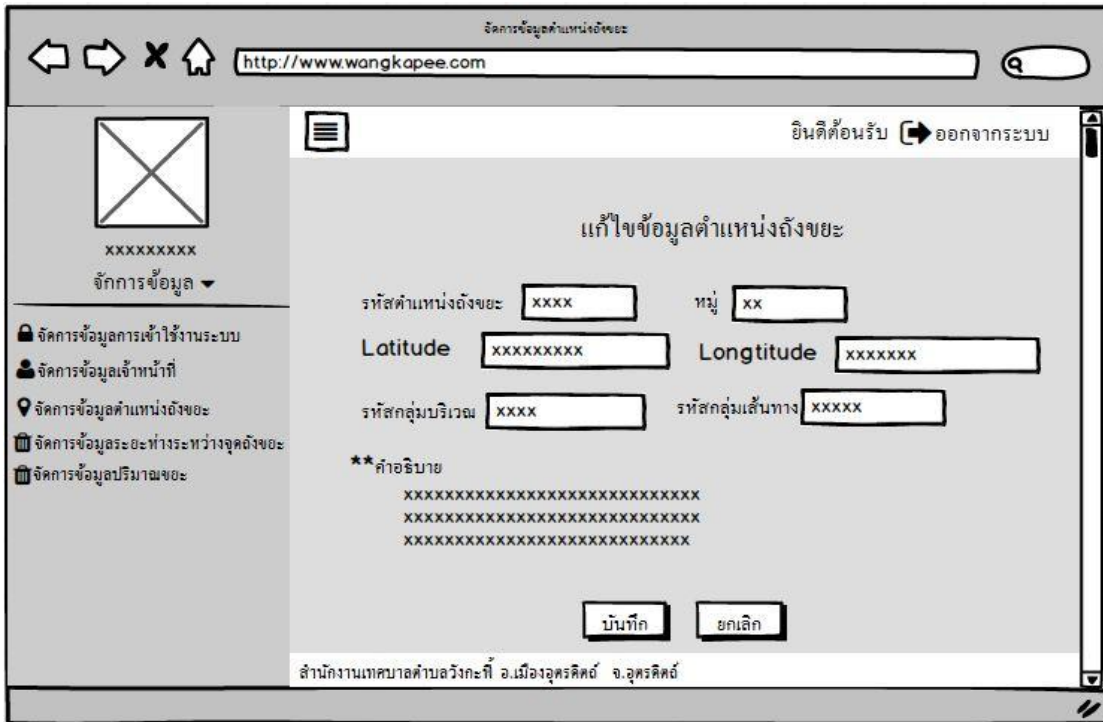 จัดการข้อมูลตำแหน่งถังขยะ
http://www.wangkapee.com
ยินดีต้อนรับ ออกจากระบบ
xxxxxxxxx
จักการข้อมูล
จัดการข้อมูลการเข้าใช้งานระบบ
จัดการข้อมูลเจ้าหน้าที่
จัดการข้อมูลตำแหน่งถังขยะ
จัดการข้อมูลระยะห่างระหว่างจุดถังขยะ
จัดการข้อมูลปริมาณขยะ
แก้ไขข้อมูลตำแหน่งถังขยะ
รหัสตำแหน่งถังขยะ xxxx หมู่ xx
Latitude xxxxxxxxx Longtitude xxxxxxx
รหัสกลุ่มบริเวณ xxxx รหัสกลุ่มเส้นทาง xxxxx
**คำอธิบาย
xxxxxxxxxxxxxxxxxxxxxxxxxxxxx
xxxxxxxxxxxxxxxxxxxxxxxxxxxxx
xxxxxxxxxxxxxxxxxxxxxxxxxxxx
บันทึก ยกเลิก
สำนักงานเทศบาลตำบลวังกะพี้ อ.เมืองอุตรดิตถ์ จ.อุตรดิตถ์